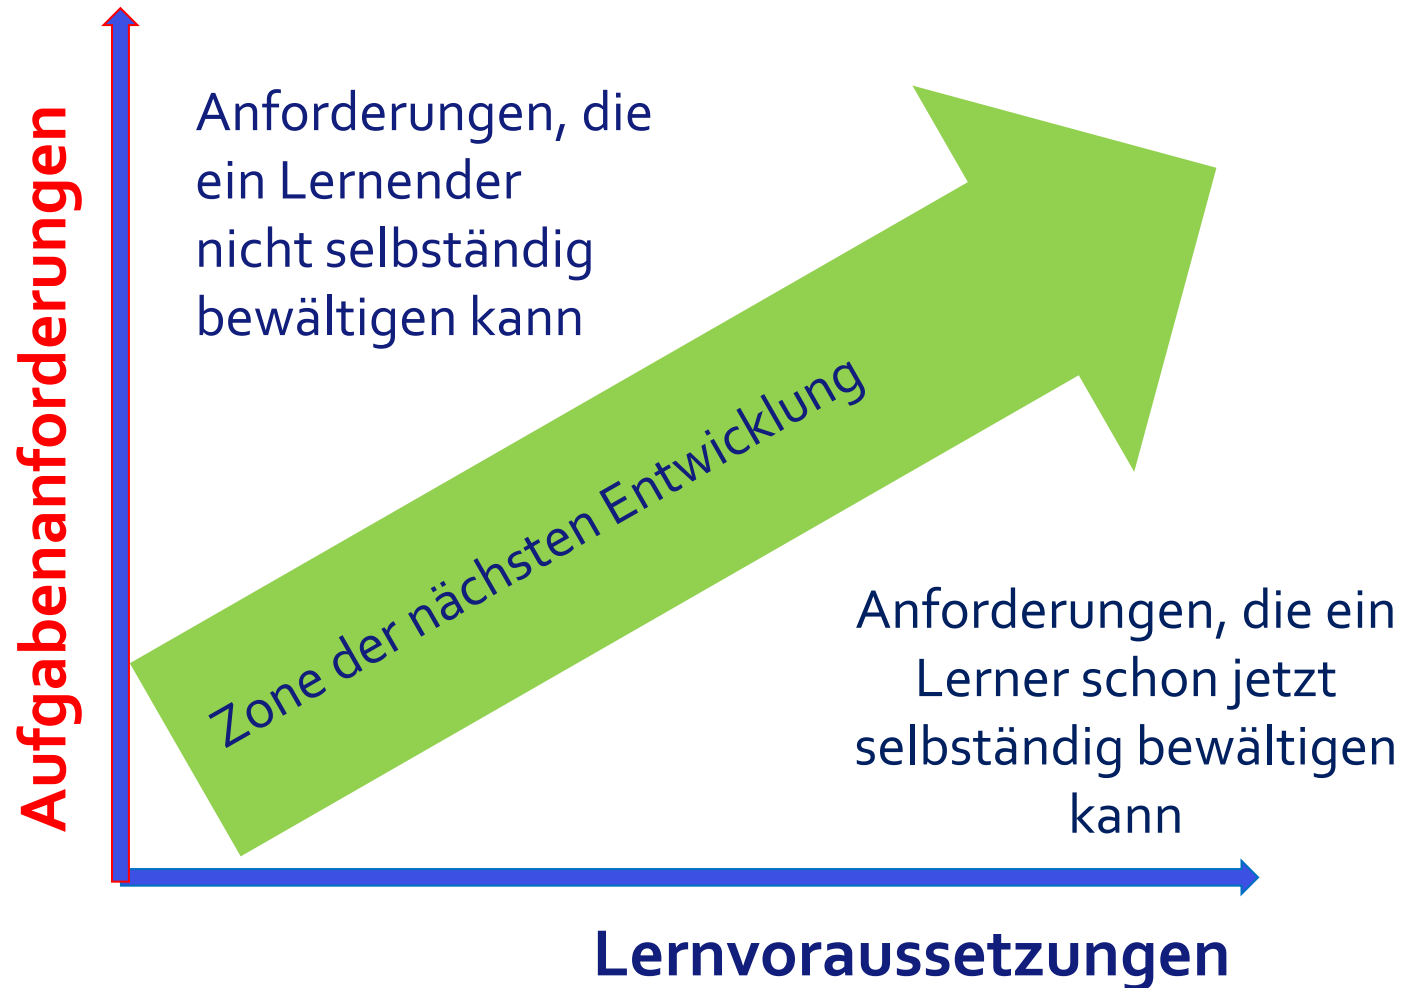 Aufgabenanforderungen
Anforderungen, die
ein Lernender
nicht selbständig
bewältigen kann
Zone der nächsten Entwicklung
Anforderungen, die ein
Lerner schon jetzt
selbständig bewältigen
kann
Lernvoraussetzungen